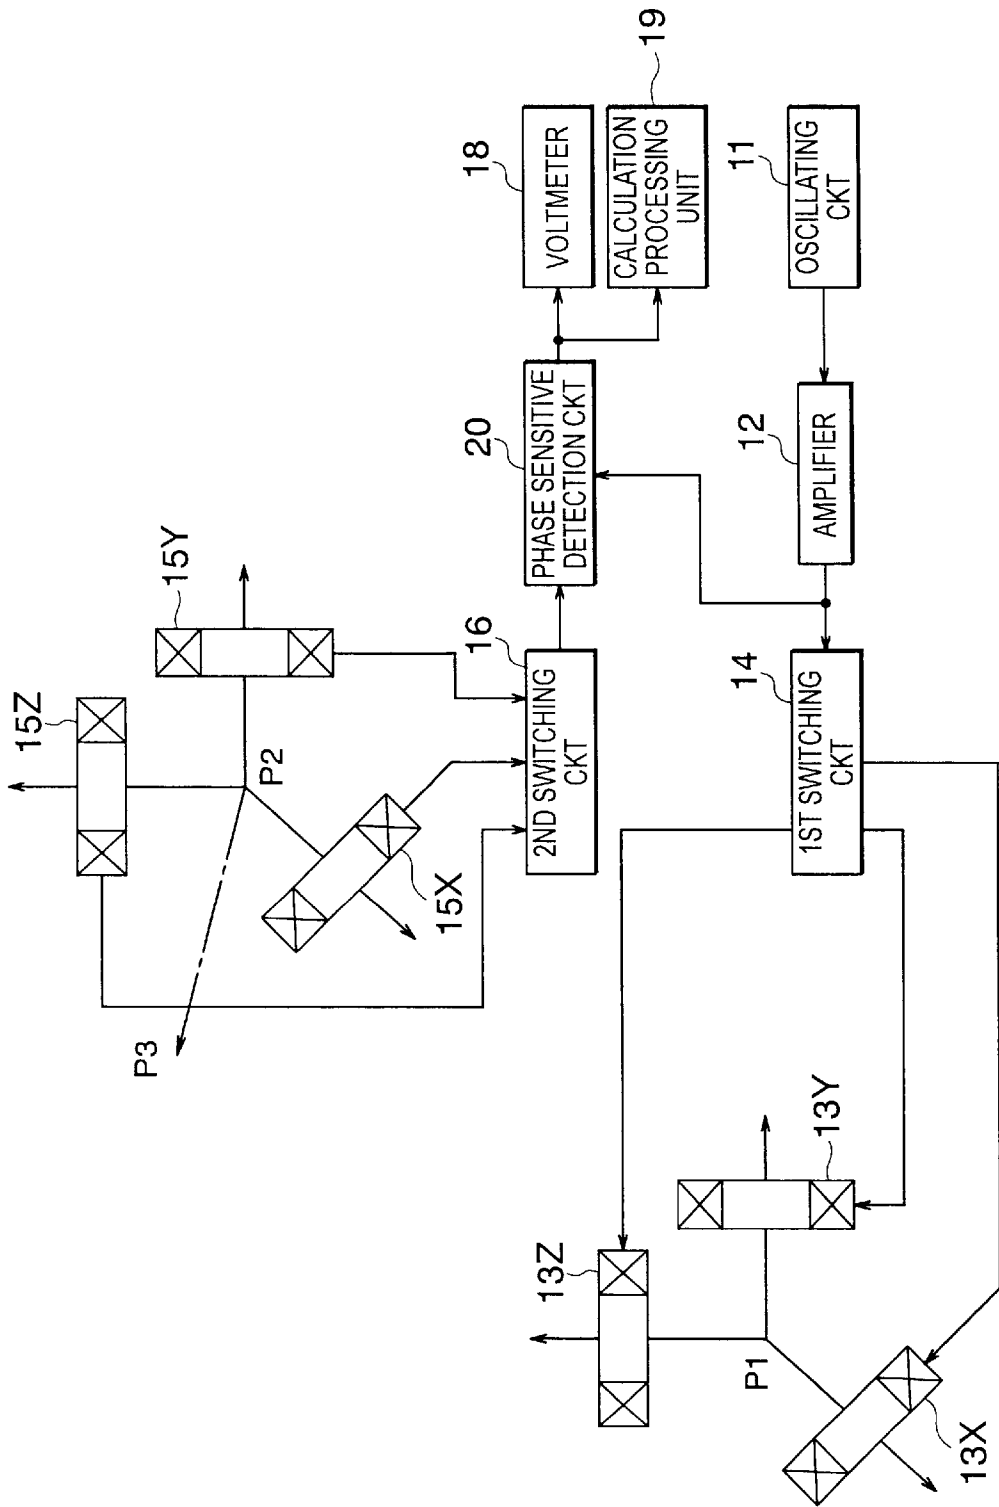 19
18
VOLTMETER
CALCULATION
PROCESSING
UNIT
11
OSCILLATING
CKT
20
PHASE SENSITIVE
DETECTION CKT
12
AMPLIFIER
15Y
15Z
P2
16
2ND SWITCHING
CKT
14
1ST SWITCHING
CKT
15X
P3
13Y
13Z
P1
13X